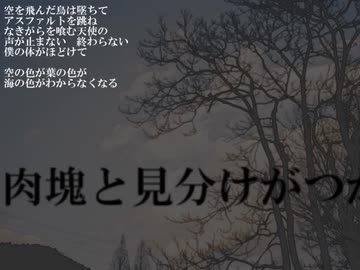 空を飛んだ鳥は墜ちて
アスファルトを跳ね
なきがらを喰む天使の
声が止まない　終わらない
僕の体がほどけて
空の色が葉の色が
海の色がわからなくなる
肉塊と見分けがつか